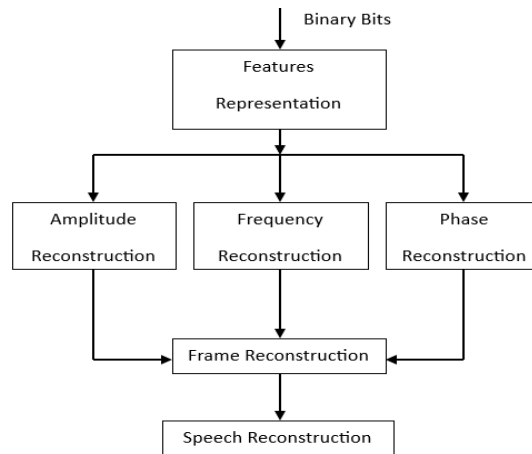 Binary Bits
Features
Representation
Amplitude
Reconstruction
Frequency
Reconstruction
Phase
Reconstruction
Frame Reconstruction
Speech Reconstruction